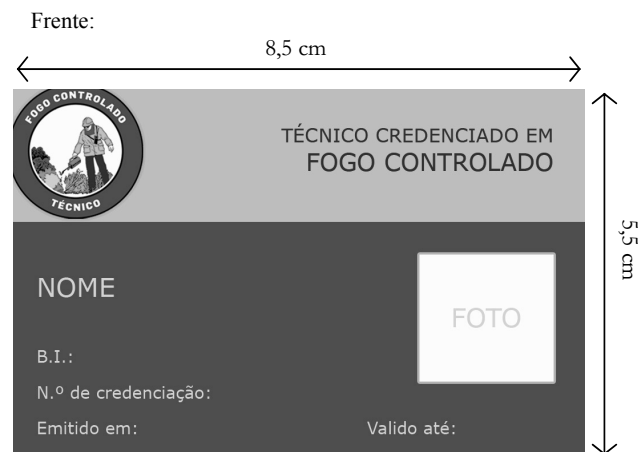 Frente:
8,5 cm
FOGO CONTROLADO
TÉCNICO
TÉCNICO CREDENCIADO EM
FOGO CONTROLADO
5,5 cm
NOME
FOTO
B.I.:
N.º de credenciação:
Emitido em:
Valido até: